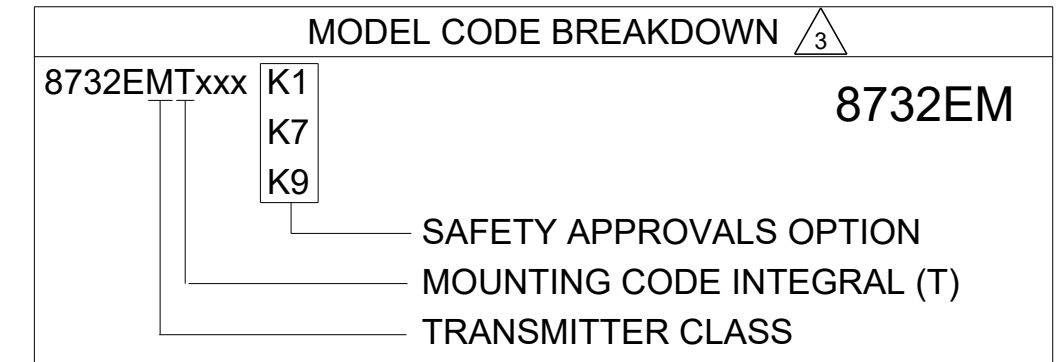 MODEL CODE BREAKDOWN 3
8732EMTxxx K1
8732EM
K7
K9
SAFETY APPROVALS OPTION
MOUNTING CODE INTEGRAL (T)
TRANSMITTER CLASS